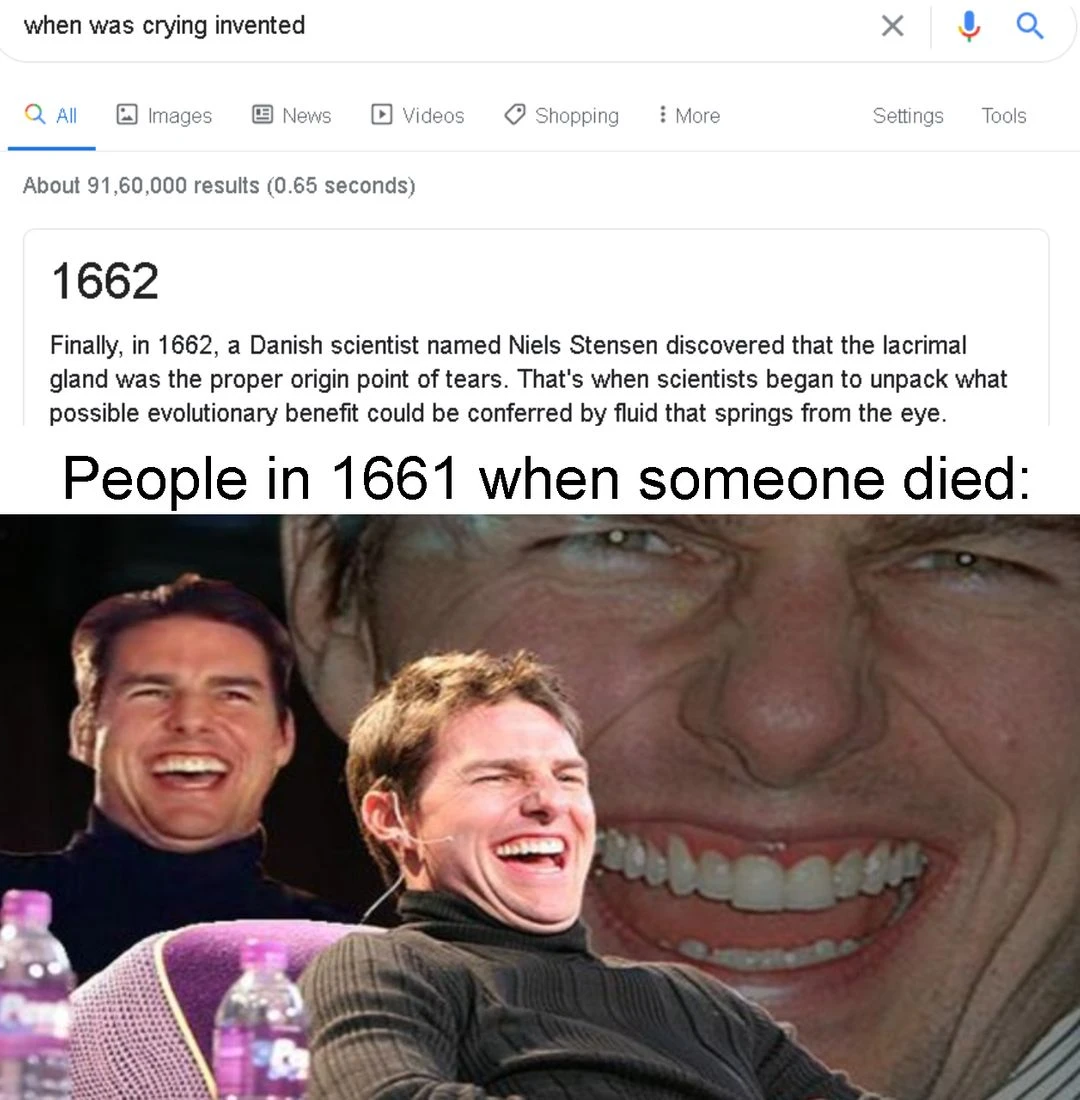 when was crying invented
All Images News Videos Shopping More Settings Tools
About 91,60,000 results (0.65 seconds)
1662
Finally, in 1662, a Danish scientist named Niels Stensen discovered that the lacrimal
gland was the proper origin point of tears. That's when scientists began to unpack what
possible evolutionary benefit could be conferred by fluid that springs from the eye.
People in 1661 when someone died: